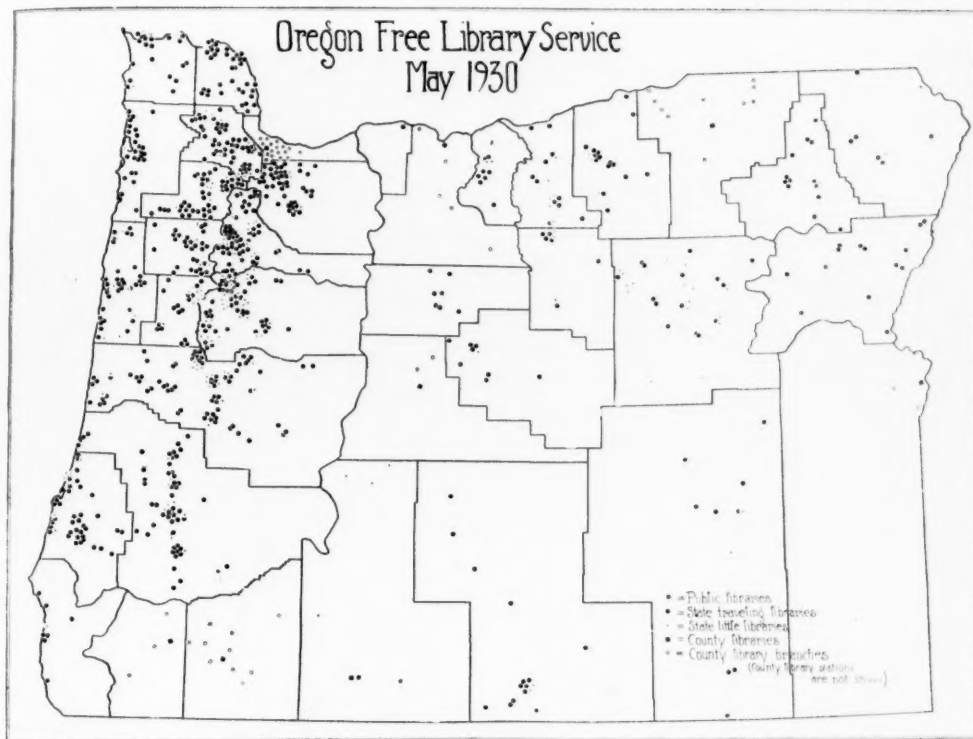 Oregon Free Library Service
May 1930
= Public libraries
= State traveling libraries
= State little libraries
= County libraries
= County library branches
(County library stations
are not shown)